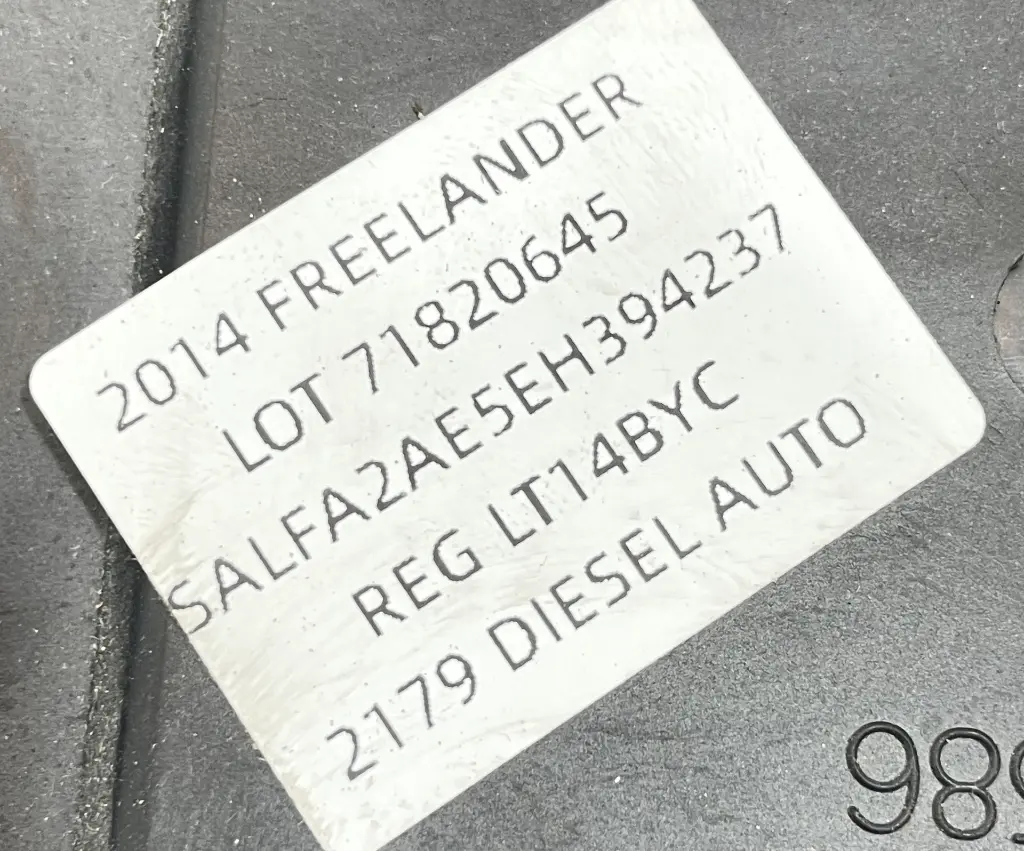 2014 FREELANDER
LOT 71820645
SALFA2AE5EH394237
REG LT14BYC
2179 DIESEL AUTO